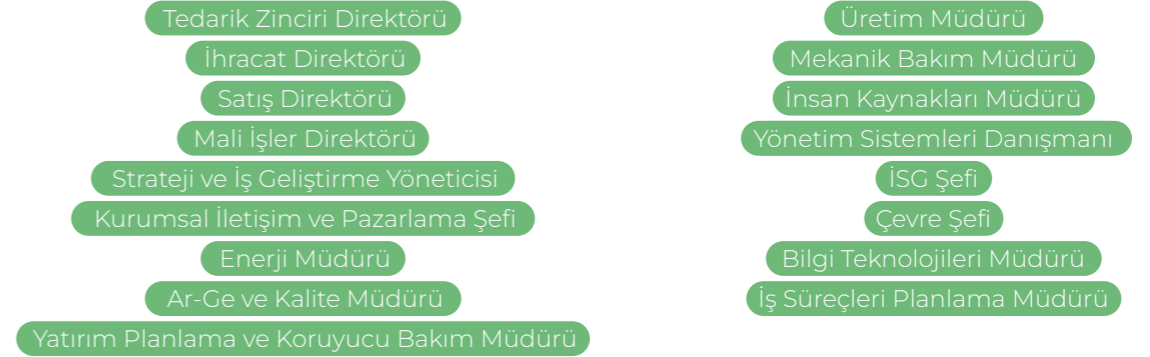 Tedarik Zinciri Direktörü
İhracat Direktörü
Satış Direktörü
Mali İşler Direktörü
Strateji ve İş Geliştirme Yöneticisi
Kurumsal İletişim ve Pazarlama Şefi
Enerji Müdürü
Ar-Ge ve Kalite Müdürü
Yatırım Planlama ve Koruyucu Bakım Müdürü
Üretim Müdürü
Mekanik Bakım Müdürü
İnsan Kaynakları Müdürü
Yönetim Sistemleri Danışmanı
İSG Şefi
Çevre Şefi
Bilgi Teknolojileri Müdürü
İş Süreçleri Planlama Müdürü